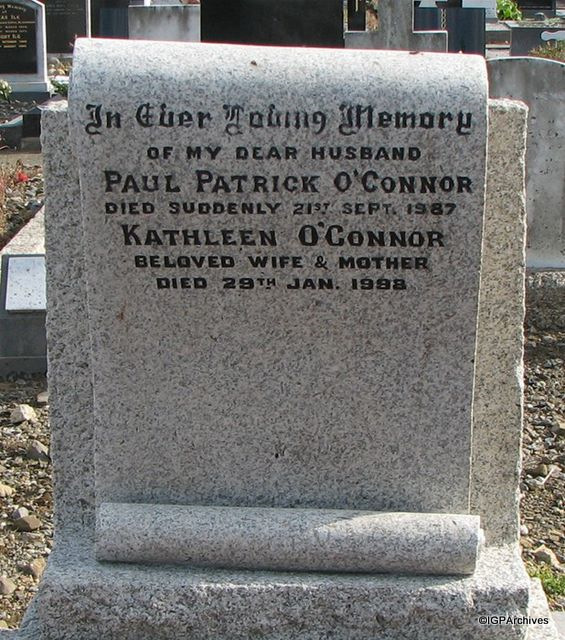 In Ever Loving Memory
OF MY DEAR HUSBAND
PAUL PATRICK O'CONNOR
DIED SUDDENLY 21ST SEPT. 1987
KATHLEEN O'CONNOR
BELOVED WIFE & MOTHER
DIED 29TH JAN. 1998
©IGPArchives